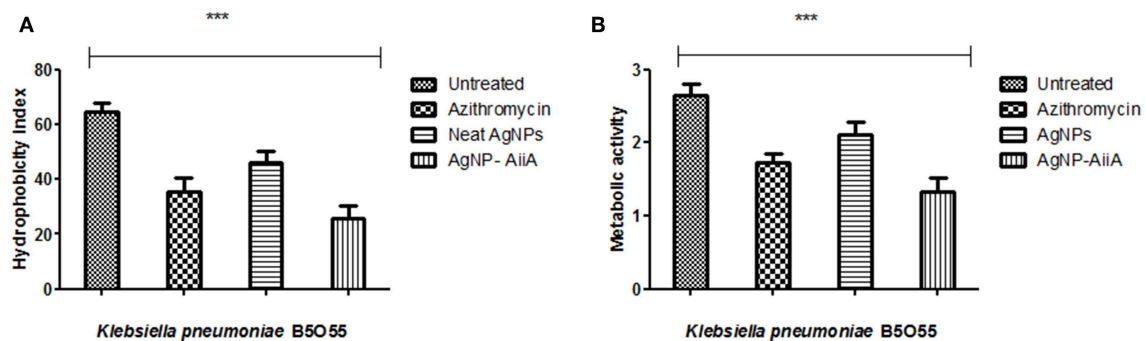 A
***
Hydrophobicity Index
80
60
40
20
0
Untreated
Azithromycin
Neat AgNPs
AgNP- AiiA
Klebsiella pneumoniae B5O55
B
***
Metabolic activity
3
2
1
0
Untreated
Azithromycin
AgNPs
AgNP-AiiA
Klebsiella pneumoniae B5O55